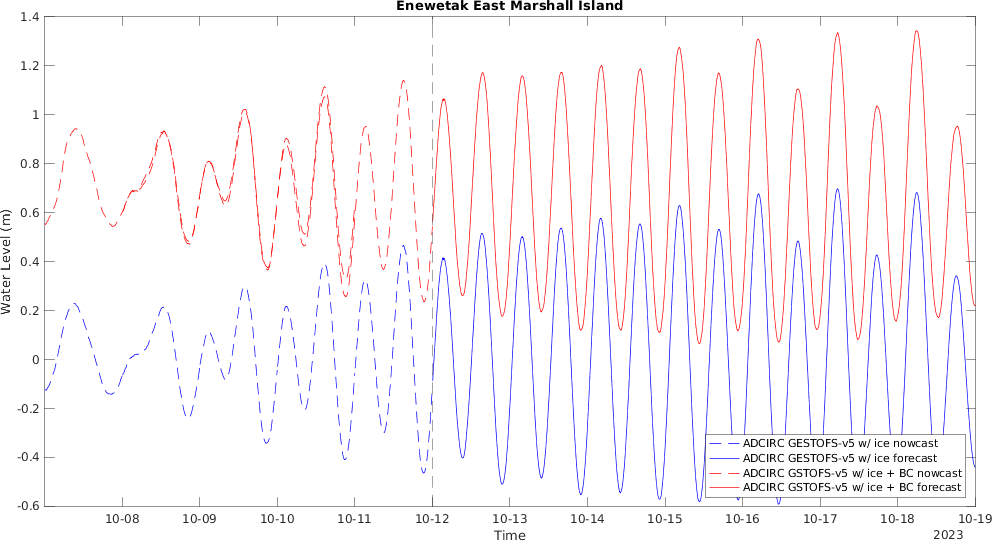 Enewetak East Marshall Island
1.4
1.2
1
0.8
0.6
0.4
0.2
0
-0.2
-0.4
-0.6
Water Level (m)
ADCIRC GESTOFS-v5 w/ ice nowcast
ADCIRC GESTOFS-v5 w/ ice forecast
ADCIRC GSTOFS-v5 w/ ice + BC nowcast
ADCIRC GSTOFS-v5 w/ ice + BC forecast
10-08 10-09 10-10 10-11 10-12 10-13 10-14 10-15 10-16 10-17 10-18 10-19
Time
2023